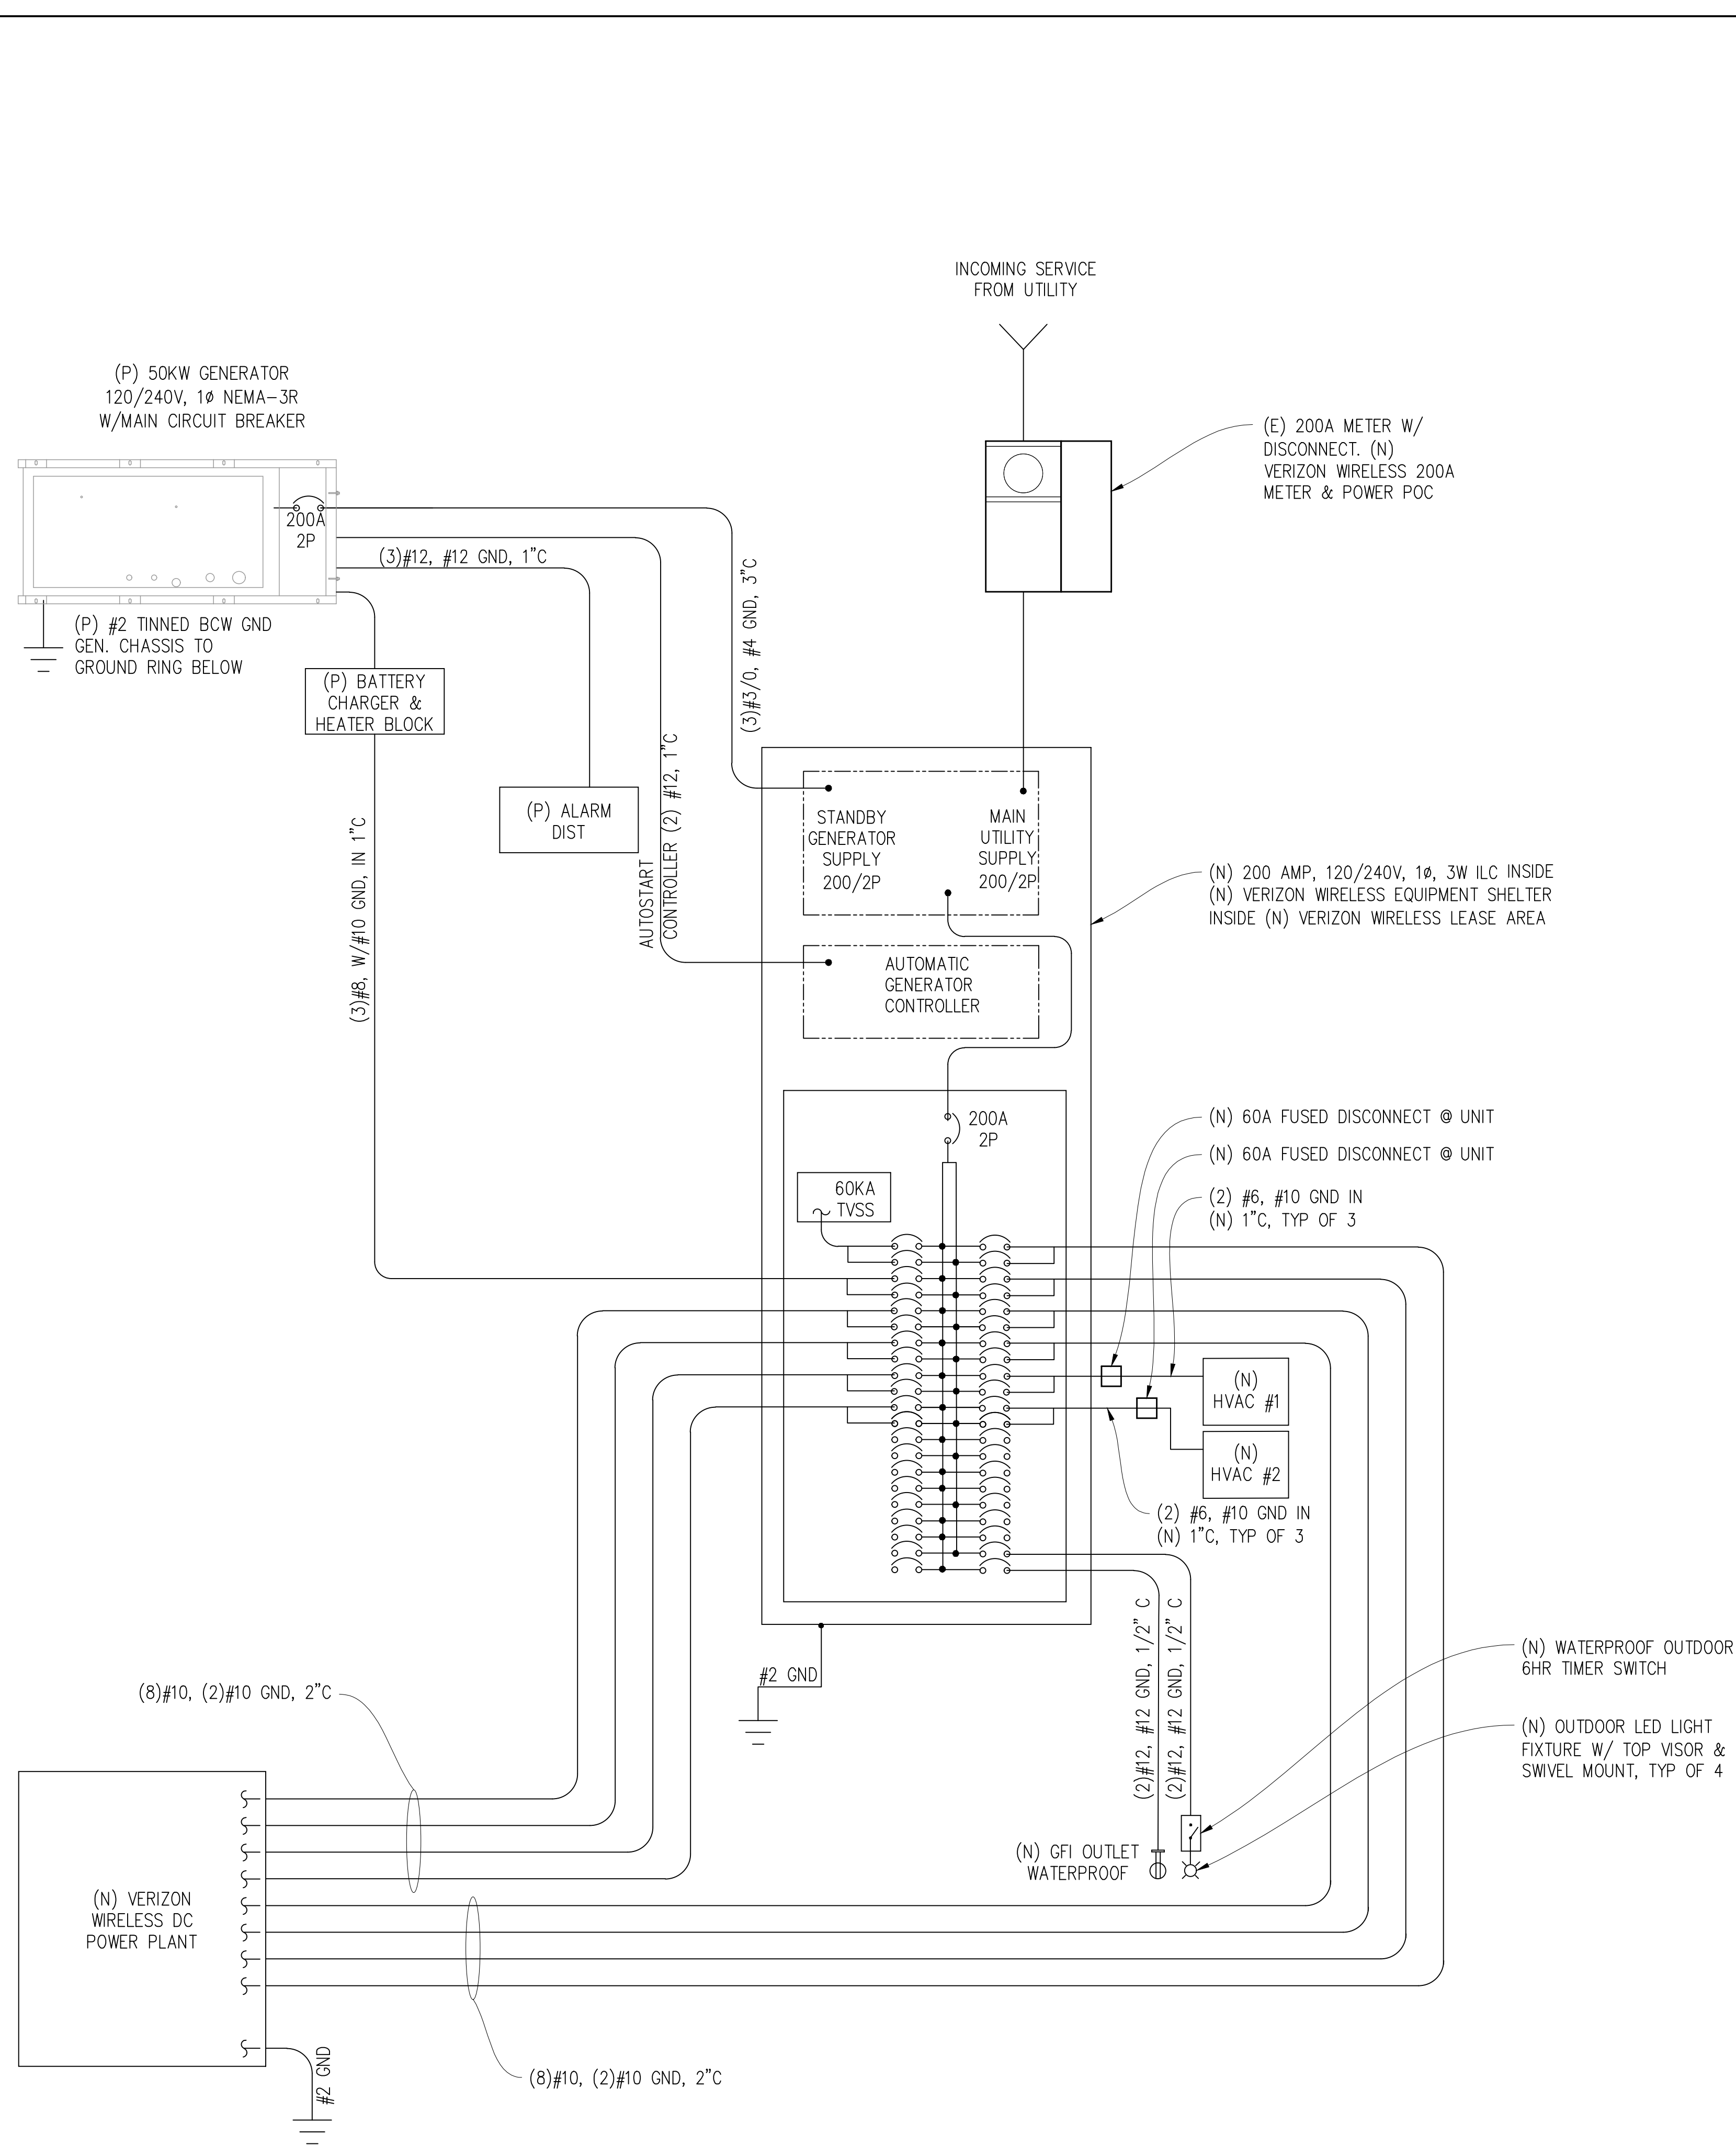 INCOMING SERVICE
FROM UTILITY
(P) 50KW GENERATOR
120/240V, 1ø NEMA-3R
W/MAIN CIRCUIT BREAKER
(E) 200A METER W/
DISCONNECT. (N)
VERIZON WIRELESS 200A
METER & POWER POC
200A
2P
(3)#12, #12 GND, 1"C
(3)#3/0, #4 GND, 3"C
(P) #2 TINNED BCW GND
GEN. CHASSIS TO
GROUND RING BELOW
(P) BATTERY
CHARGER &
HEATER BLOCK
(P) ALARM
DIST
AUTOSTART
CONTROLLER (2) #12, 1"C
(3)#8, W/#10 GND, IN 1"C
STANDBY
GENERATOR
SUPPLY
200/2P
MAIN
UTILITY
SUPPLY
200/2P
(N) 200 AMP, 120/240V, 1ø, 3W ILC INSIDE
(N) VERIZON WIRELESS EQUIPMENT SHELTER
INSIDE (N) VERIZON WIRELESS LEASE AREA
AUTOMATIC
GENERATOR
CONTROLLER
200A
2P
60KA
TVSS
(N) 60A FUSED DISCONNECT @ UNIT
(N) 60A FUSED DISCONNECT @ UNIT
(2) #6, #10 GND IN
(N) 1"C, TYP OF 3
(N)
HVAC #1
(N)
HVAC #2
(2) #6, #10 GND IN
(N) 1"C, TYP OF 3
(2)#12, #12 GND, 1/2" C
(2)#12, #12 GND, 1/2" C
#2 GND
(N) WATERPROOF OUTDOOR
6HR TIMER SWITCH
(N) OUTDOOR LED LIGHT
FIXTURE W/ TOP VISOR &
SWIVEL MOUNT, TYP OF 4
(8)#10, (2)#10 GND, 2"C
(N) GFI OUTLET
WATERPROOF
(N) VERIZON
WIRELESS DC
POWER PLANT
#2 GND
(8)#10, (2)#10 GND, 2"C